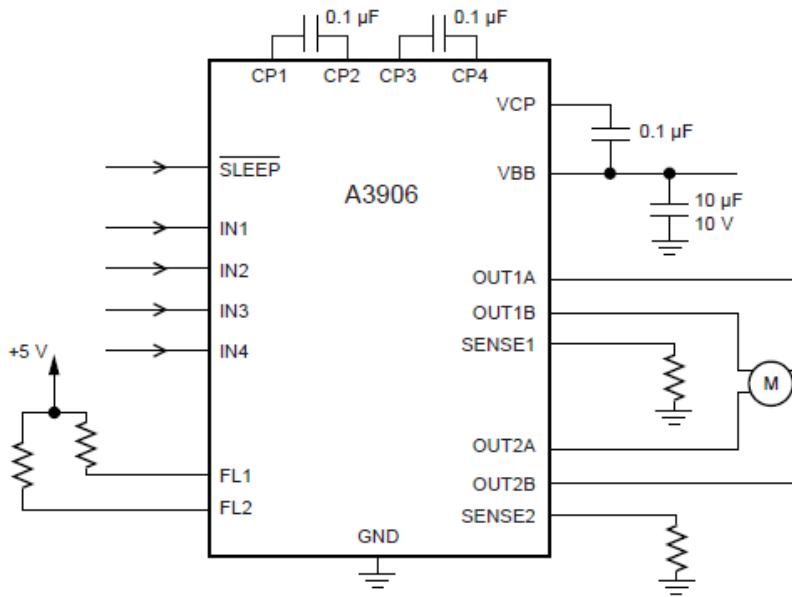 0.1 µF
0.1 µF
CP1
CP2
CP3
CP4
VCP
0.1 µF
SLEEP
VBB
A3906
10 µF
10 V
IN1
IN2
IN3
IN4
OUT1A
OUT1B
SENSE1
+5 V
M
OUT2A
OUT2B
SENSE2
FL1
FL2
GND